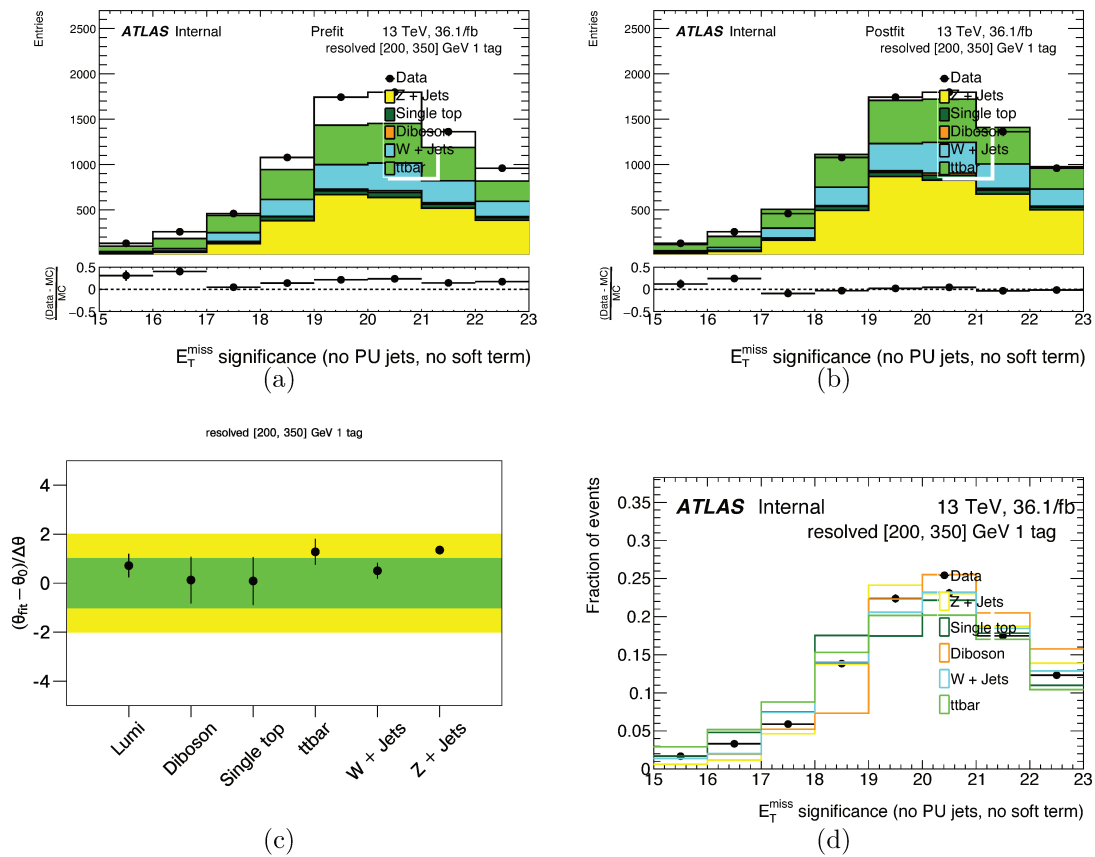 Entries
ATLAS Internal
Prefit
13 TeV, 36.1/fb
resolved [200, 350] GeV 1 tag
Data
Z + Jets
Single top
Diboson
W + Jets
ttbar
2500
2000
1500
1000
500
(Data - MC)
MC
0.5
0
−0.5
15 16 17 18 19 20 21 22 23
E_T^miss significance (no PU jets, no soft term)
(a)
Entries
ATLAS Internal
Postfit
13 TeV, 36.1/fb
resolved [200, 350] GeV 1 tag
Data
Z + Jets
Single top
Diboson
W + Jets
ttbar
2500
2000
1500
1000
500
(Data - MC)
MC
0.5
0
−0.5
15 16 17 18 19 20 21 22 23
E_T^miss significance (no PU jets, no soft term)
(b)
resolved [200, 350] GeV 1 tag
(θfit − θ0)/Δθ
4
2
0
-2
-4
Lumi
Diboson
Single top
ttbar
W + Jets
Z + Jets
(c)
Fraction of events
ATLAS Internal
13 TeV, 36.1/fb
resolved [200, 350] GeV 1 tag
Data
Z + Jets
Single top
Diboson
W + Jets
ttbar
0.35
0.3
0.25
0.2
0.15
0.1
0.05
0
15 16 17 18 19 20 21 22 23
E_T^miss significance (no PU jets, no soft term)
(d)